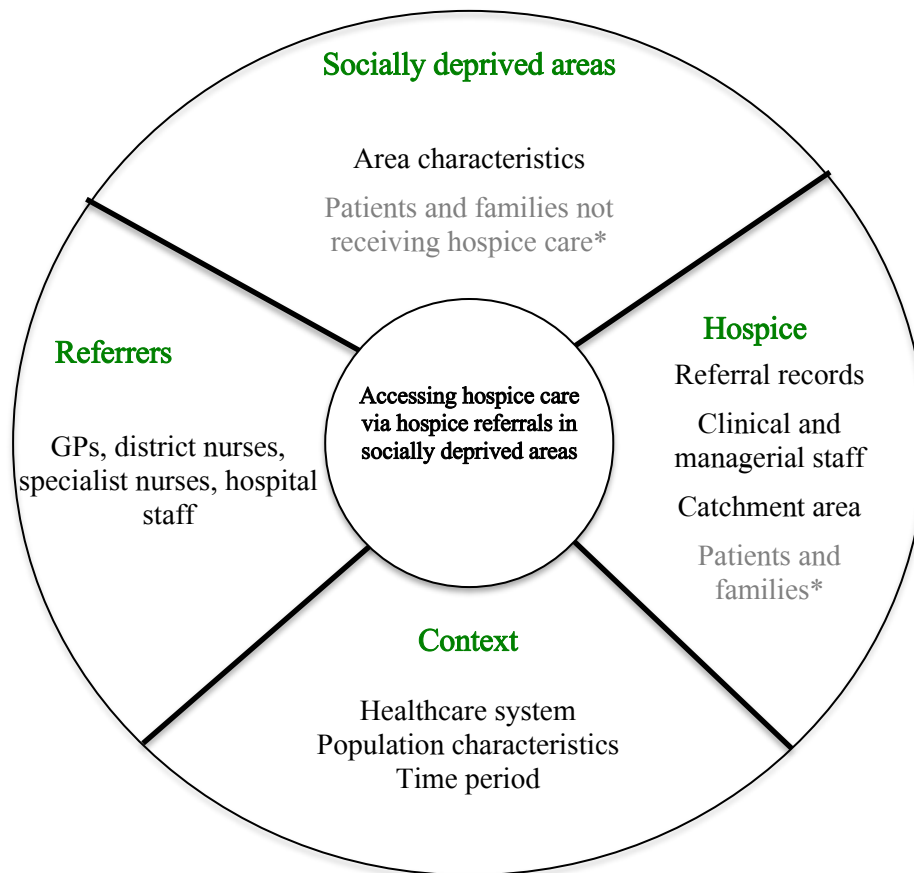 Socially deprived areas
Area characteristics
Patients and families not
receiving hospice care*
Referrers
GPs, district nurses,
specialist nurses, hospital
staff
Accessing hospice care
via hospice referrals in
socially deprived areas
Hospice
Referral records
Clinical and
managerial staff
Catchment area
Patients and
families*
Context
Healthcare system
Population characteristics
Time period